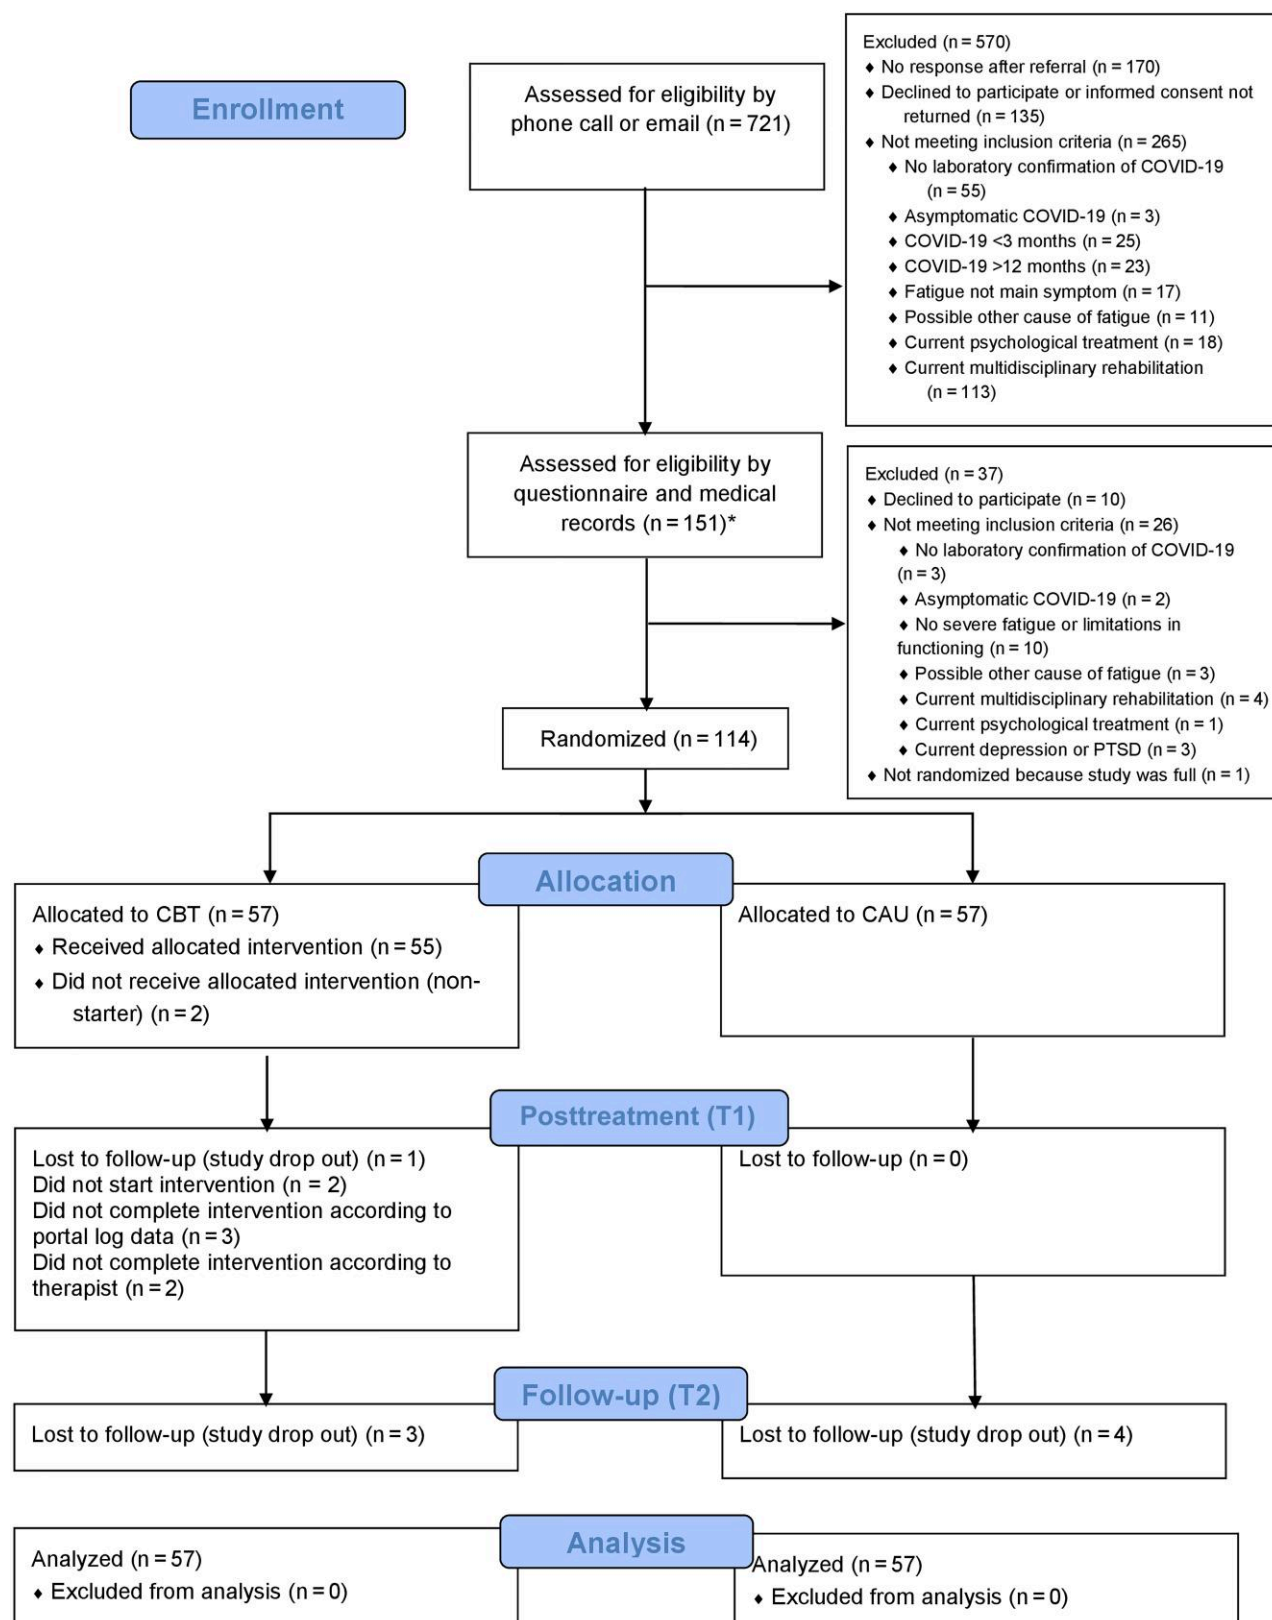 Enrollment
Assessed for eligibility by
phone call or email (n = 721)
Excluded (n = 570)
♦ No response after referral (n = 170)
♦ Declined to participate or informed consent not
returned (n = 135)
♦ Not meeting inclusion criteria (n = 265)
♦ No laboratory confirmation of COVID-19
(n = 55)
♦ Asymptomatic COVID-19 (n = 3)
♦ COVID-19 <3 months (n = 25)
♦ COVID-19 >12 months (n = 23)
♦ Fatigue not main symptom (n = 17)
♦ Possible other cause of fatigue (n = 11)
♦ Current psychological treatment (n = 18)
♦ Current multidisciplinary rehabilitation
(n = 113)
Assessed for eligibility by
questionnaire and medical
records (n = 151)*
Excluded (n = 37)
♦ Declined to participate (n = 10)
♦ Not meeting inclusion criteria (n = 26)
♦ No laboratory confirmation of COVID-19
(n = 3)
♦ Asymptomatic COVID-19 (n = 2)
♦ No severe fatigue or limitations in
functioning (n = 10)
♦ Possible other cause of fatigue (n = 3)
♦ Current multidisciplinary rehabilitation (n = 4)
♦ Current psychological treatment (n = 1)
♦ Current depression or PTSD (n = 3)
♦ Not randomized because study was full (n = 1)
Randomized (n = 114)
Allocation
Allocated to CBT (n = 57)
♦ Received allocated intervention (n = 55)
♦ Did not receive allocated intervention (non-
starter) (n = 2)
Allocated to CAU (n = 57)
Posttreatment (T1)
Lost to follow-up (study drop out) (n = 1)
Did not start intervention (n = 2)
Did not complete intervention according to
portal log data (n = 3)
Did not complete intervention according to
therapist (n = 2)
Lost to follow-up (n = 0)
Follow-up (T2)
Lost to follow-up (study drop out) (n = 3)
Lost to follow-up (study drop out) (n = 4)
Analysis
Analyzed (n = 57)
♦ Excluded from analysis (n = 0)
Analyzed (n = 57)
♦ Excluded from analysis (n = 0)